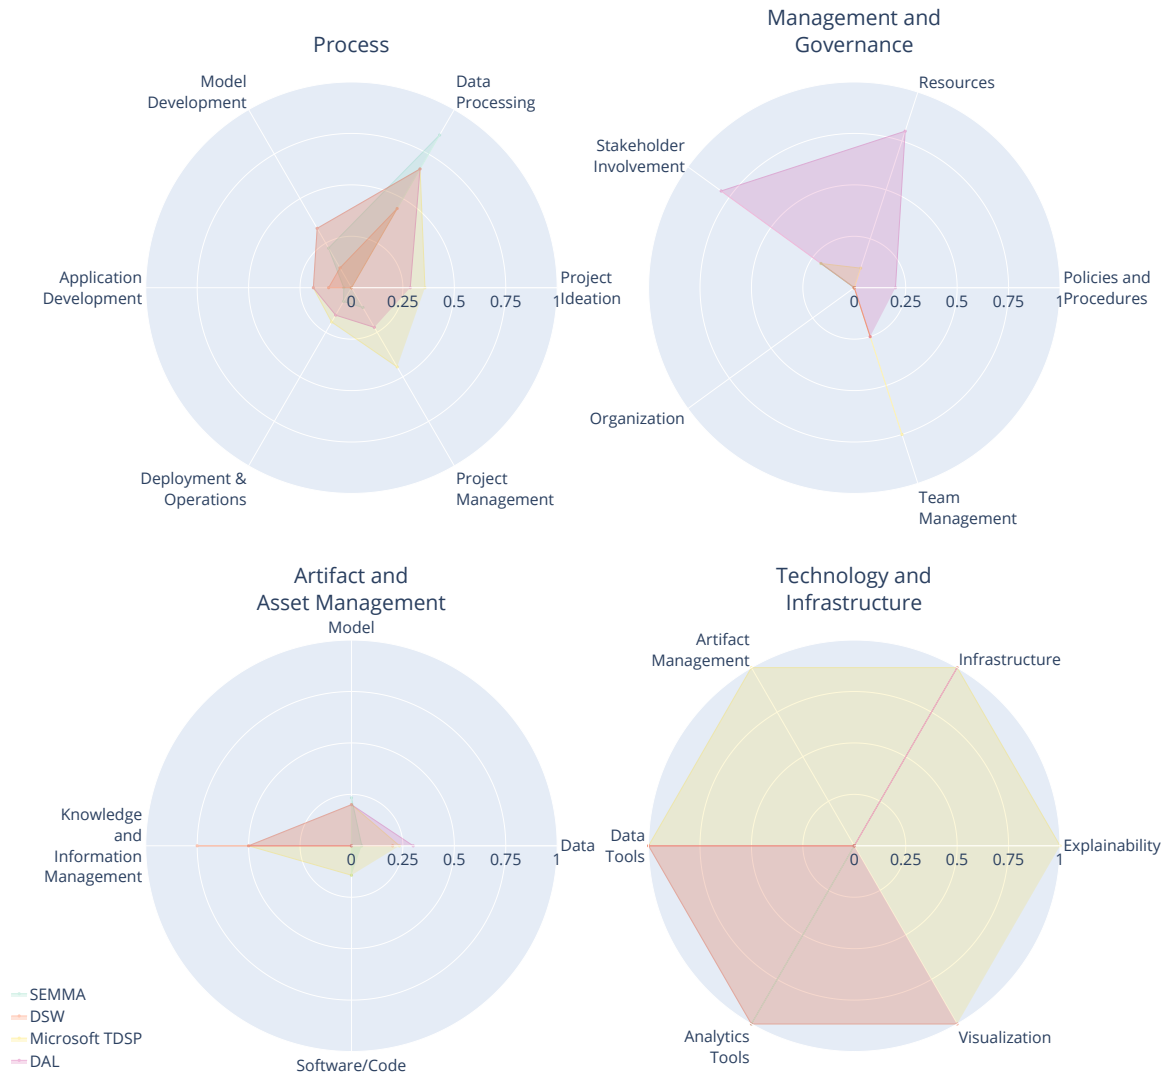 Process
Model
Development
Data
Processing
Application
Development
Project
Ideation
0 0.25 0.5 0.75 1
Deployment &
Operations
Project
Management
Management and
Governance
Resources
Stakeholder
Involvement
Policies and
Procedures
0 0.25 0.5 0.75 1
Organization
Team
Management
Artifact and
Asset Management
Model
Knowledge
and
Information
Management
Data
0 0.25 0.5 0.75 1
Software/Code
Technology and
Infrastructure
Artifact
Management
Infrastructure
Data
Tools
Explainability
0 0.25 0.5 0.75 1
Analytics
Tools
Visualization
SEMMA
DSW
Microsoft TDSP
DAL